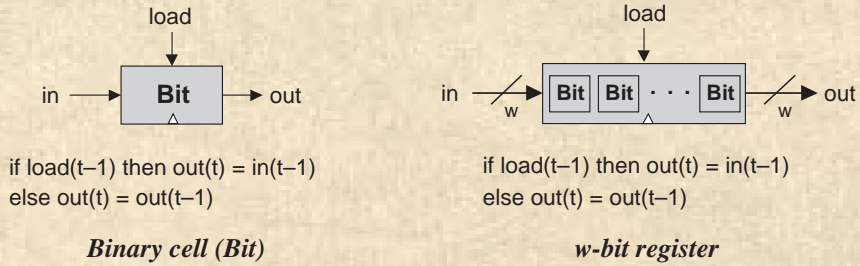 load
in
Bit
out
if load(t–1) then out(t) = in(t–1)
else out(t) = out(t–1)
Binary cell (Bit)
load
in
w
Bit Bit · · · Bit
w
out
if load(t–1) then out(t) = in(t–1)
else out(t) = out(t–1)
w-bit register